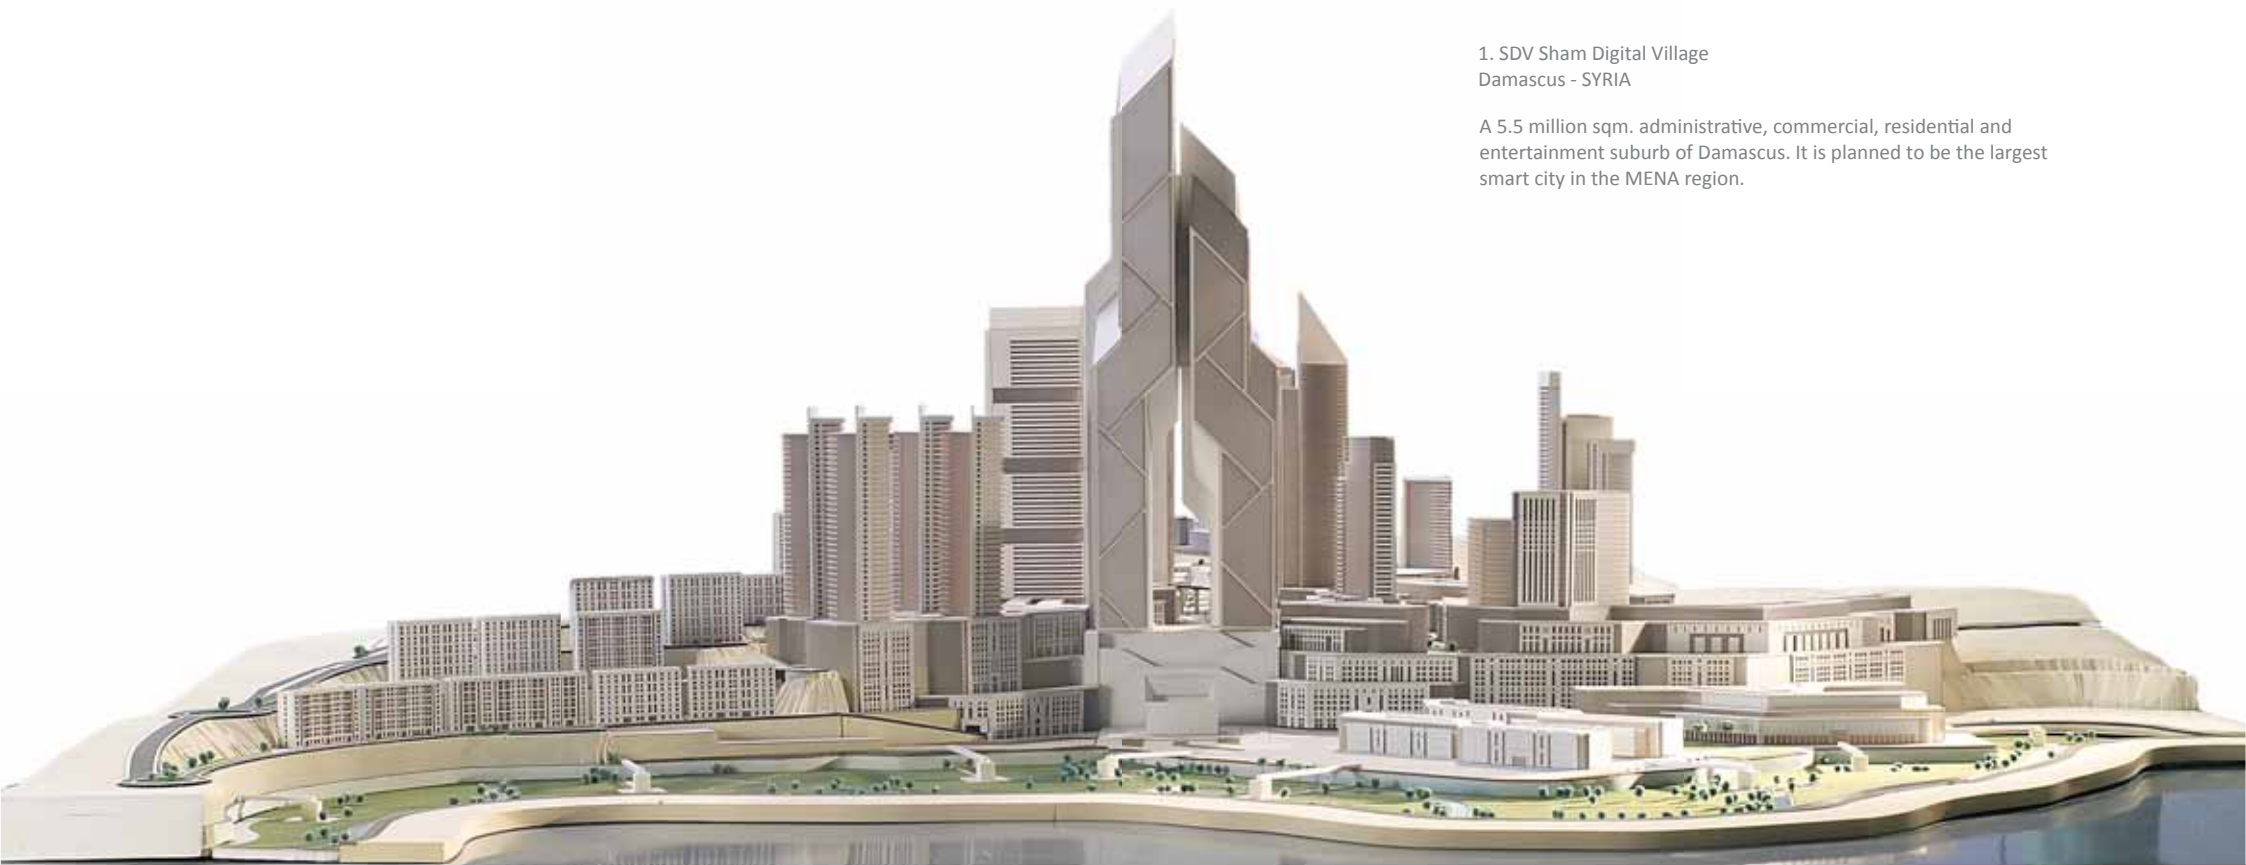 1. SDV Sham Digital Village
Damascus - SYRIA
A 5.5 million sqm. administrative, commercial, residential and
entertainment suburb of Damascus. It is planned to be the largest
smart city in the MENA region.